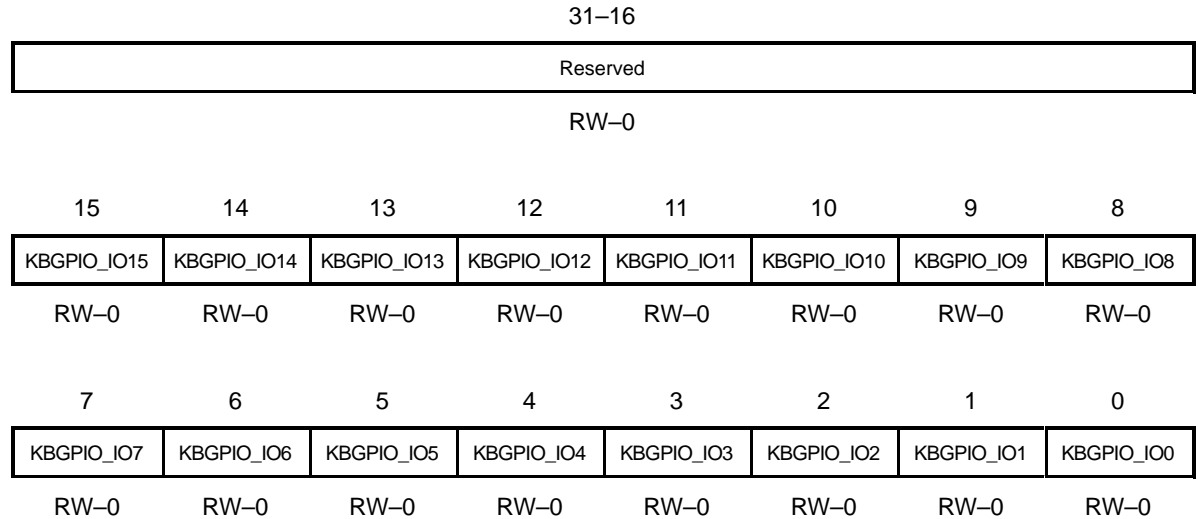 31–16
Reserved
RW–0
15 14 13 12 11 10 9 8
KBGPIO_IO15 KBGPIO_IO14 KBGPIO_IO13 KBGPIO_IO12 KBGPIO_IO11 KBGPIO_IO10 KBGPIO_IO9 KBGPIO_IO8
RW–0 RW–0 RW–0 RW–0 RW–0 RW–0 RW–0 RW–0
7 6 5 4 3 2 1 0
KBGPIO_IO7 KBGPIO_IO6 KBGPIO_IO5 KBGPIO_IO4 KBGPIO_IO3 KBGPIO_IO2 KBGPIO_IO1 KBGPIO_IO0
RW–0 RW–0 RW–0 RW–0 RW–0 RW–0 RW–0 RW–0